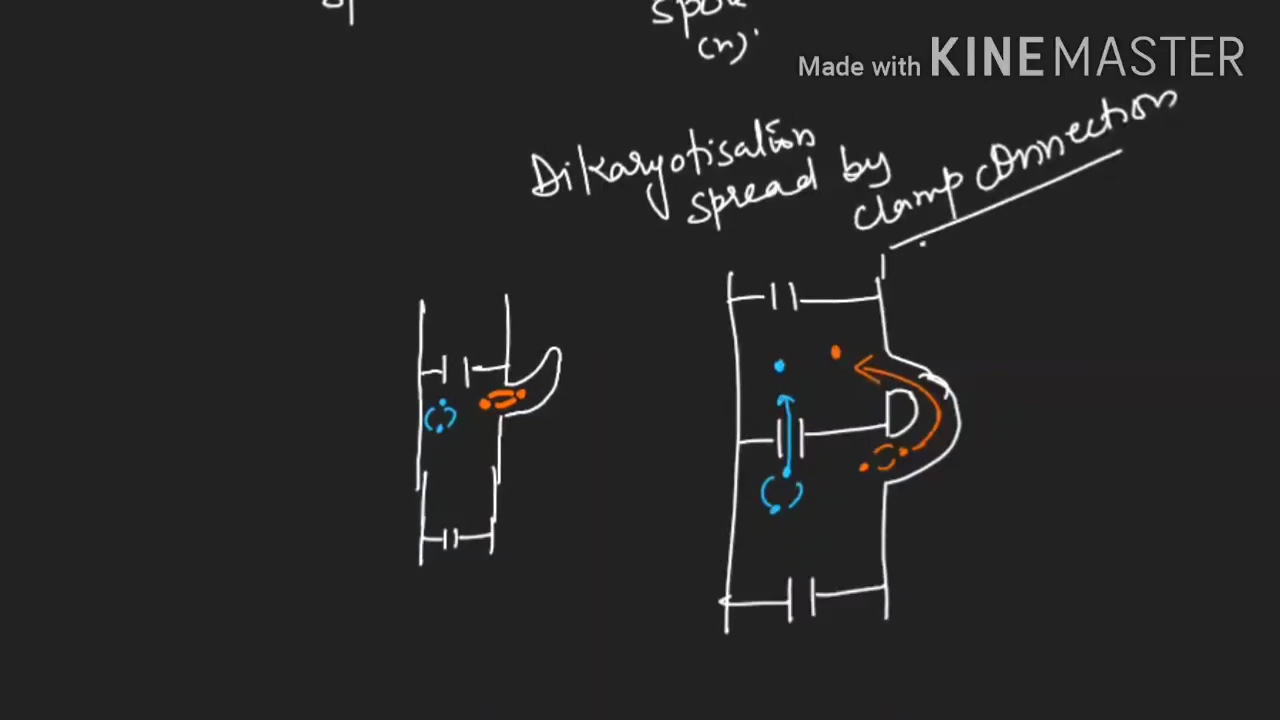 (n)
Made with KINEMASTER
Dikaryotisation
spread by
clamp connection